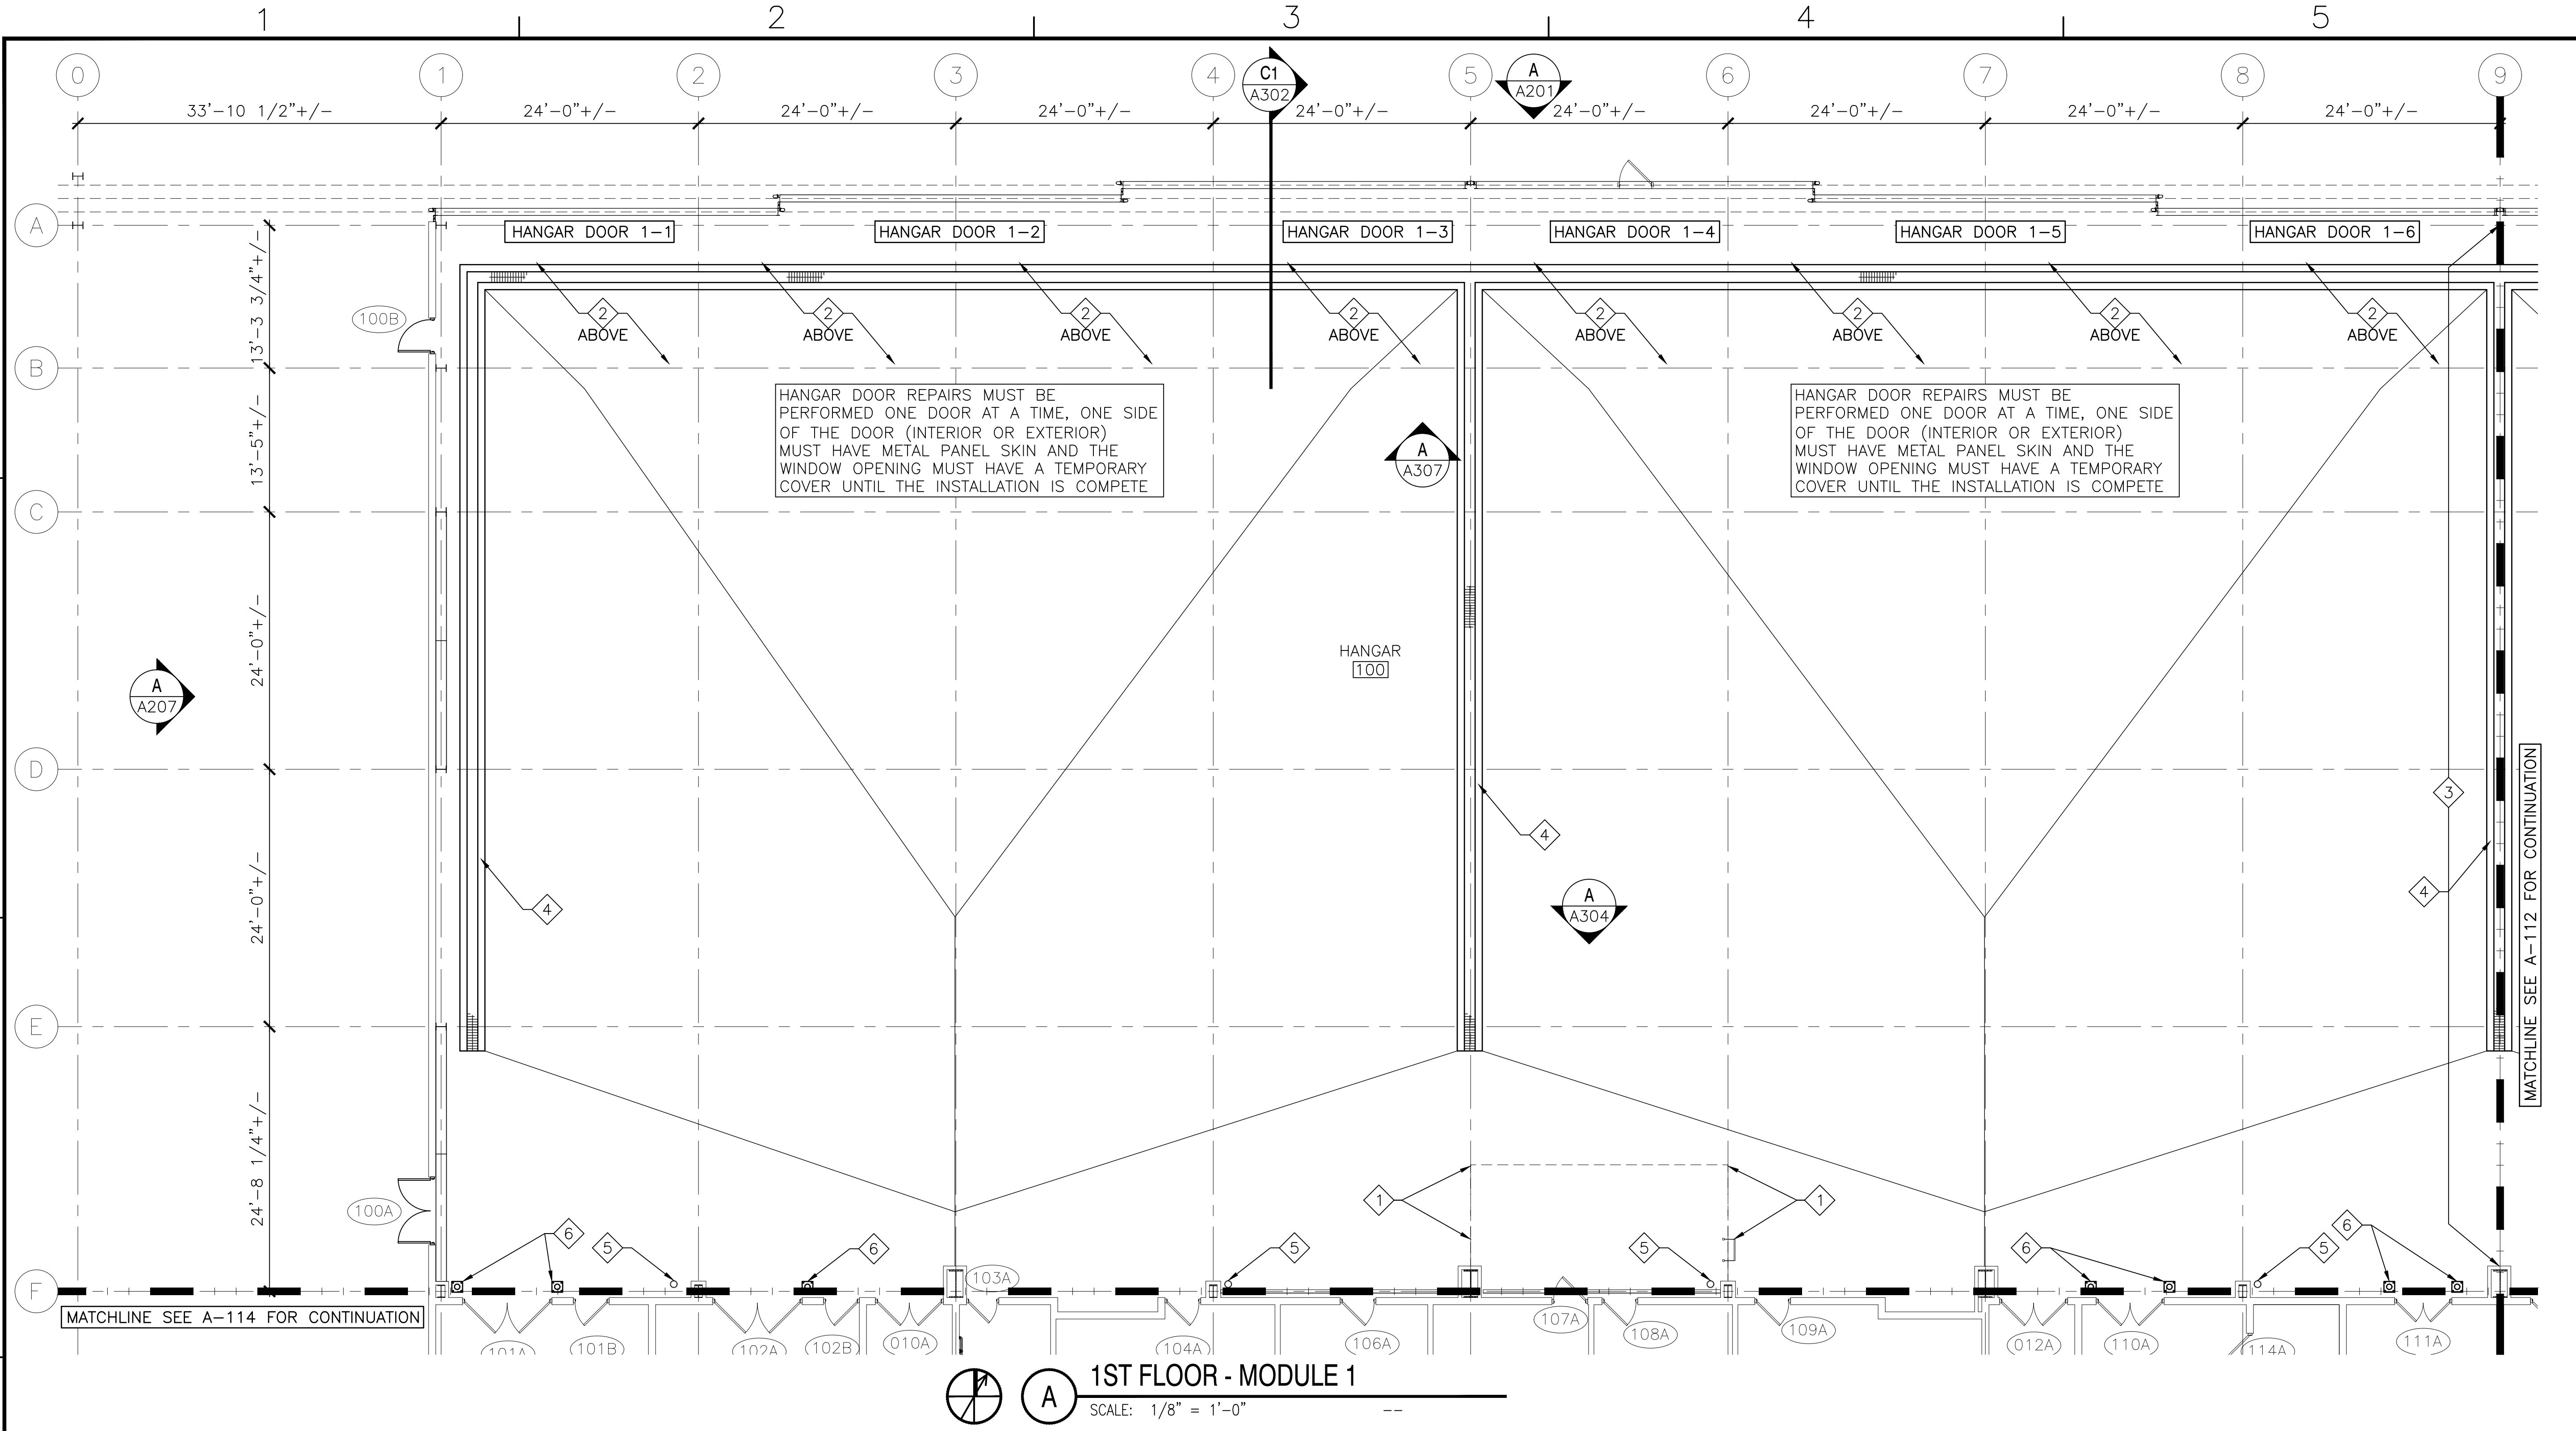 1 2 3 4 5
0 1 2 3 4 C1 5 A 6 7 8 9
A302 A201
33'-10 1/2"+/- 24'-0"+/- 24'-0"+/- 24'-0"+/- 24'-0"+/- 24'-0"+/- 24'-0"+/- 24'-0"+/- 24'-0"+/-
A
HANGAR DOOR 1-1 HANGAR DOOR 1-2 HANGAR DOOR 1-3 HANGAR DOOR 1-4 HANGAR DOOR 1-5 HANGAR DOOR 1-6
13'-3 3/4"+/-
100B
2 2 2 2 2 2 2 2
ABOVE ABOVE ABOVE ABOVE ABOVE ABOVE ABOVE ABOVE
B
HANGAR DOOR REPAIRS MUST BE
PERFORMED ONE DOOR AT A TIME, ONE SIDE
OF THE DOOR (INTERIOR OR EXTERIOR)
MUST HAVE METAL PANEL SKIN AND THE
WINDOW OPENING MUST HAVE A TEMPORARY
COVER UNTIL THE INSTALLATION IS COMPETE
HANGAR DOOR REPAIRS MUST BE
PERFORMED ONE DOOR AT A TIME, ONE SIDE
OF THE DOOR (INTERIOR OR EXTERIOR)
MUST HAVE METAL PANEL SKIN AND THE
WINDOW OPENING MUST HAVE A TEMPORARY
COVER UNTIL THE INSTALLATION IS COMPETE
13'-5"+/-
A
A307
C
24'-0"+/-
HANGAR
100
A
A207
D
3
4
24'-0"+/-
4
4
A
A304
MATCHLINE SEE A-112 FOR CONTINUATION
E
24'-8 1/4"+/-
1 1
100A
6 5 6 5 5 6 6 5
F
103A
MATCHLINE SEE A-114 FOR CONTINUATION
101A 101B 102A 102B 010A 104A 106A 107A 108A 109A 012A 110A 114A 111A
A
1ST FLOOR - MODULE 1
SCALE: 1/8" = 1'-0" --